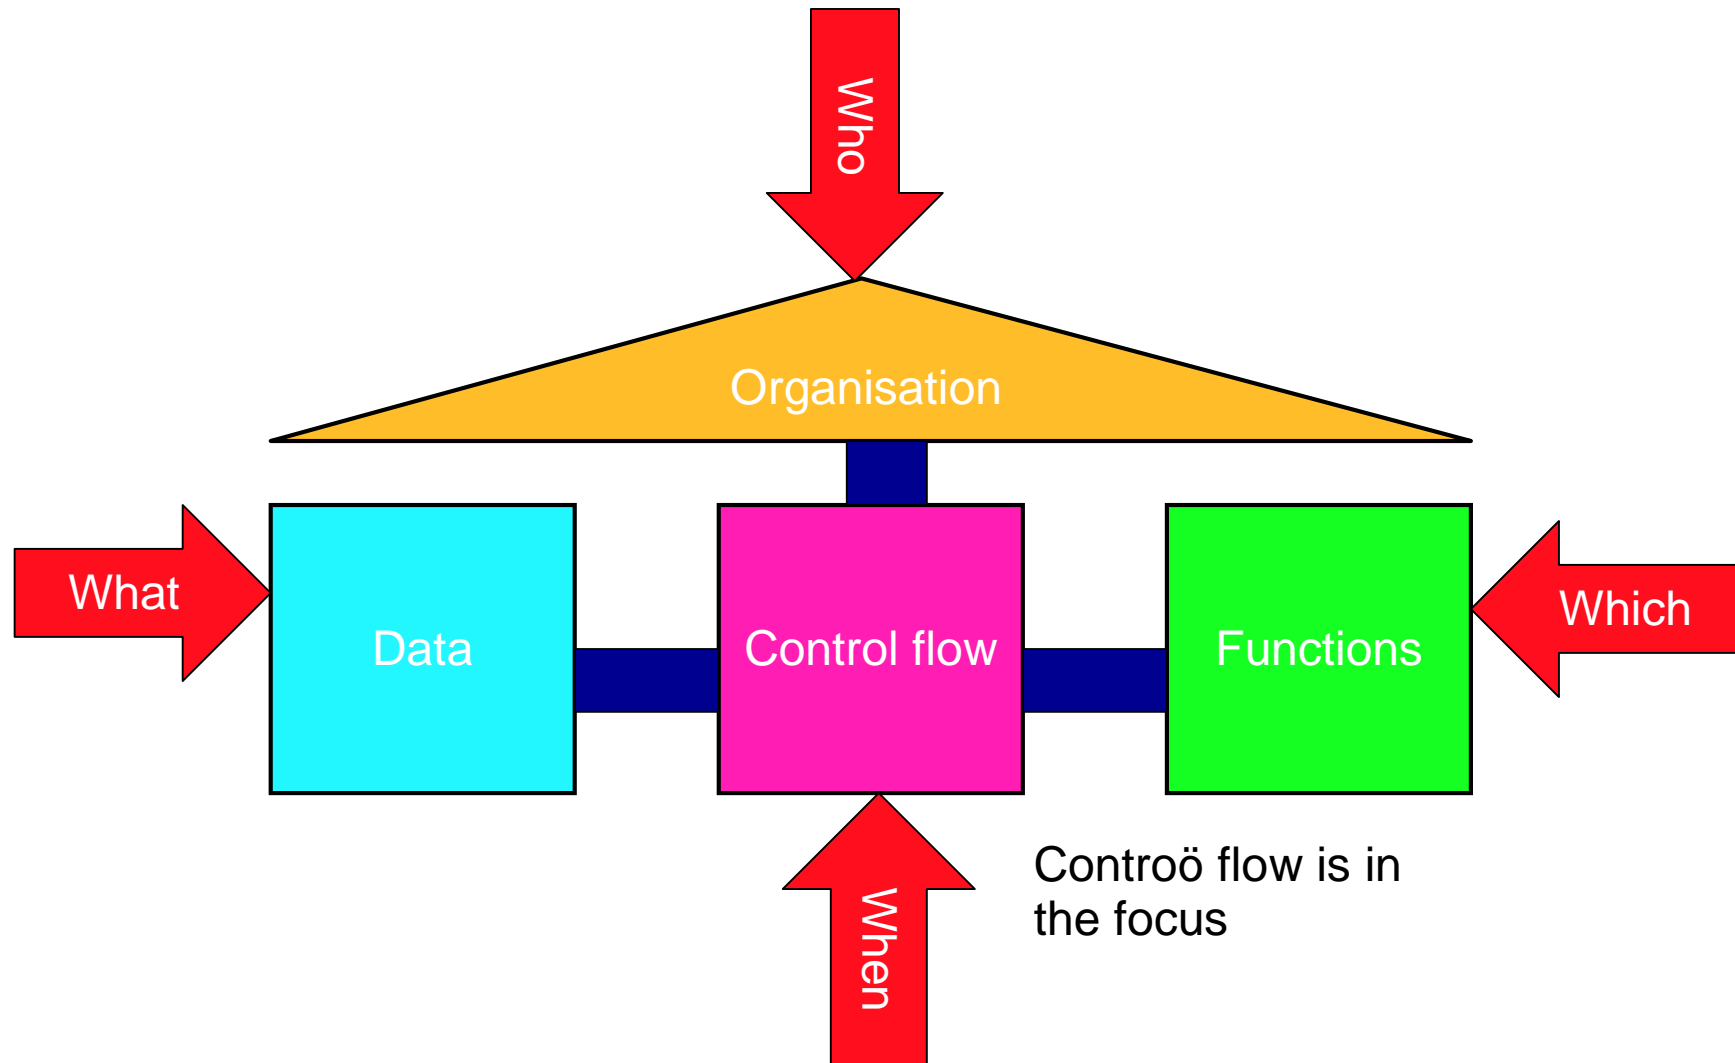 Who
Organisation
What
Data
Control flow
Functions
Which
When
Controö flow is in
the focus